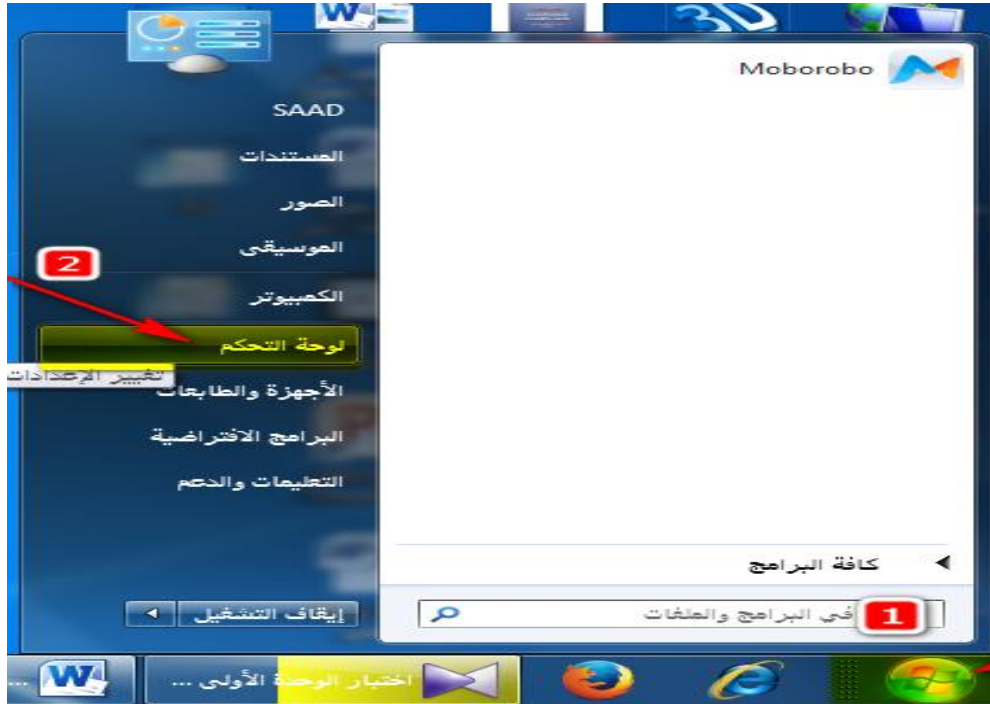 W
3D
Moborobo
SAAD
المستندات
الصور
الموسيقى
2
الكمبيوتر
لوحة التحكم
تغيير الإعدادات
الأجهزة والطابعات
البرامج الافتراضية
التعليمات والدعم
كافة البرامج
إيقاف التشغيل
1
في البرامج والملفات
اختبار الوحدة الأولى ...
W ...